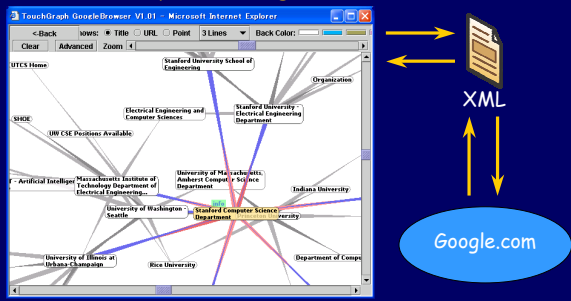 TouchGraph GoogleBrowser V1.01 - Microsoft Internet Explorer
<-Back
ows: Title URL Point 3 Lines Back Color:
Clear Advanced Zoom
UTCS Home
Stanford University School of
Engineering
Organization
Electrical Engineering and
Computer Sciences
Stanford University -
Electrical Engineering
Department
SHOE
UW CSE Positions Available
XML
University of Massachusetts,
Amherst Computer Science
Department
T - Artificial Intelligen
Massachusetts Institute of
Technology Department of
Electrical Engineering...
Indiana University
info
University of Washington -
Seattle
Stanford Computer Science
Department
Princeton University
Google.com
University of Illinois at
Urbana-Champaign
Rice University
Department of Compu